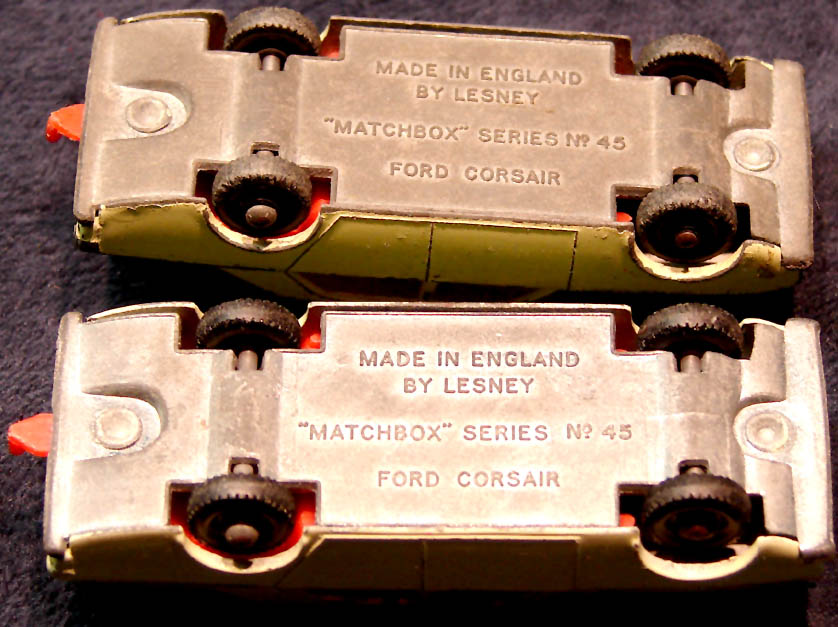 MADE IN ENGLAND
BY LESNEY
"MATCHBOX" SERIES Nº 45
FORD CORSAIR
MADE IN ENGLAND
BY LESNEY
"MATCHBOX" SERIES Nº 45
FORD CORSAIR